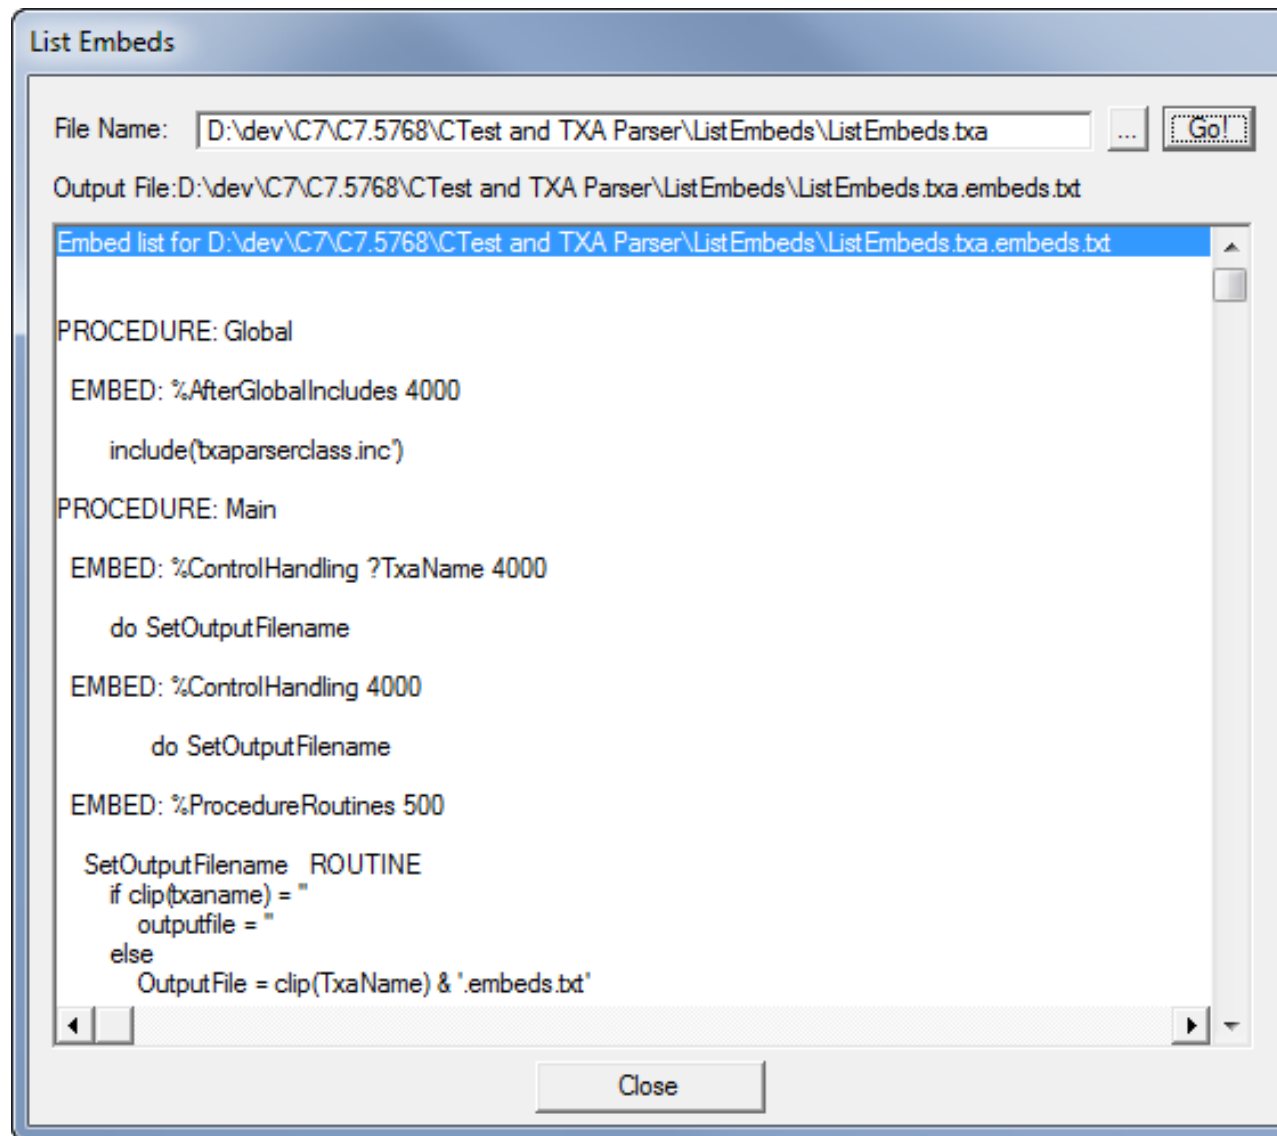 List Embeds
File Name: D:\dev\C7\C7.5768\CTest and TXA Parser\ListEmbeds\ListEmbeds.txa ... Go!
Output File:D:\dev\C7\C7.5768\CTest and TXA Parser\ListEmbeds\ListEmbeds.txa.embeds.txt
Embed list for D:\dev\C7\C7.5768\CTest and TXA Parser\ListEmbeds\ListEmbeds.txa.embeds.txt
PROCEDURE: Global
EMBED: %AfterGlobalIncludes 4000
include('txaparserclass.inc')
PROCEDURE: Main
EMBED: %ControlHandling ?TxaName 4000
do SetOutputFilename
EMBED: %ControlHandling 4000
do SetOutputFilename
EMBED: %ProcedureRoutines 500
SetOutputFilename ROUTINE
if clip(txaname) = ''
outputfile = ''
else
OutputFile = clip(TxaName) & '.embeds.txt'
Close